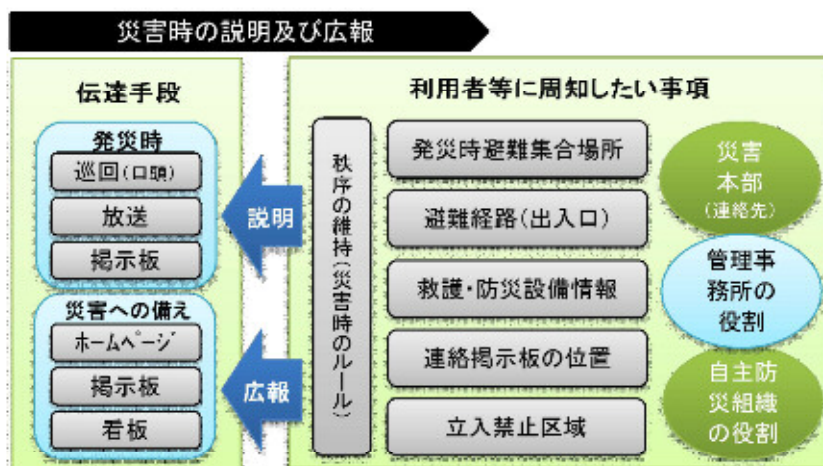 災害時の説明及び広報
伝達手段
発災時
巡回(口頭)
放送
掲示板
災害への備え
ホームページ
掲示板
看板
説明
広報
利用者等に周知したい事項
秩序の維持(災害時のルール)
発災時避難集合場所
避難経路(出入口)
救護・防災設備情報
連絡掲示板の位置
立入禁止区域
災害
本部
(連絡先)
管理事
務所の
役割
自主防
災組織
の役割